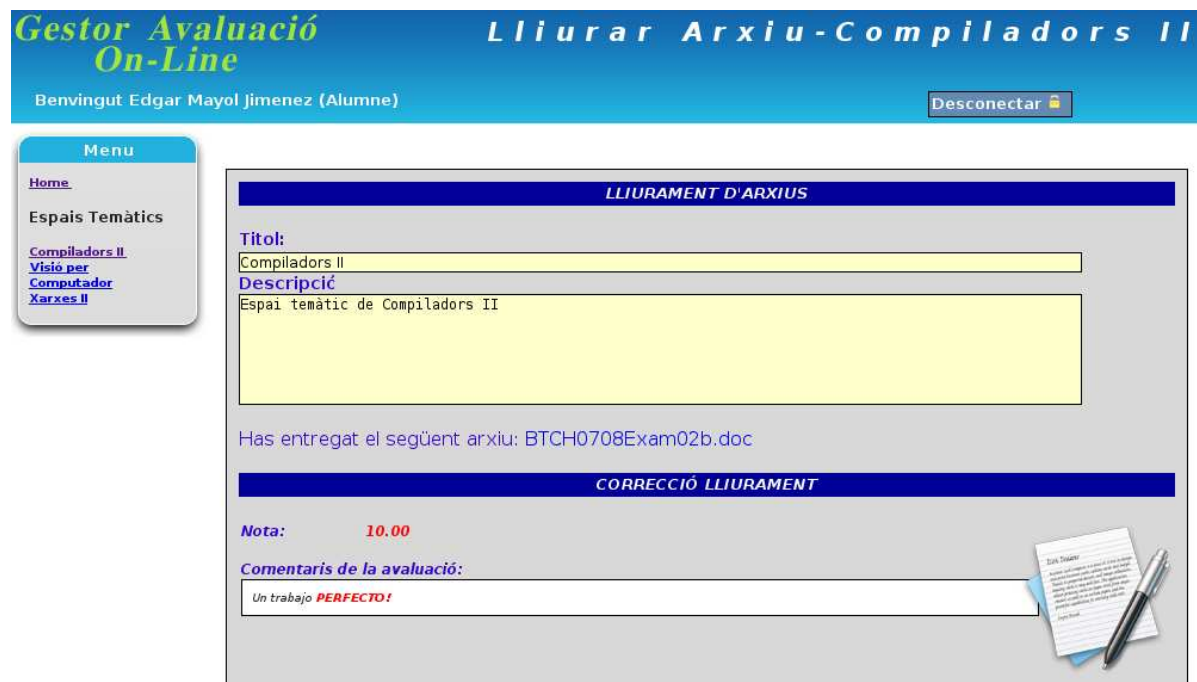 Gestor Avaluació
On-Line
Lliurar Arxiu-Compiladors II
Benvingut Edgar Mayol Jimenez (Alumne)
Desconectar
Menu
Home
Espais Temàtics
Compiladors II
Visió per
Computador
Xarxes II
LLIURAMENT D'ARXIUS
Titol:
Compiladors II
Descripció
Espai temàtic de Compiladors II
Has entregat el següent arxiu: BTCH0708Exam02b.doc
CORRECCIÓ LLIURAMENT
Nota: 10.00
Comentaris de la avaluació:
Un trabajo PERFECTO!